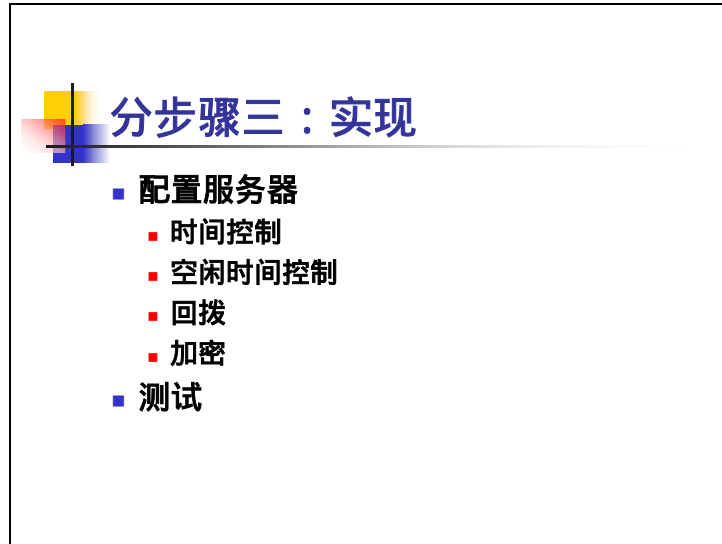 分步骤三：实现
配置服务器
时间控制
空闲时间控制
回拨
加密
测试